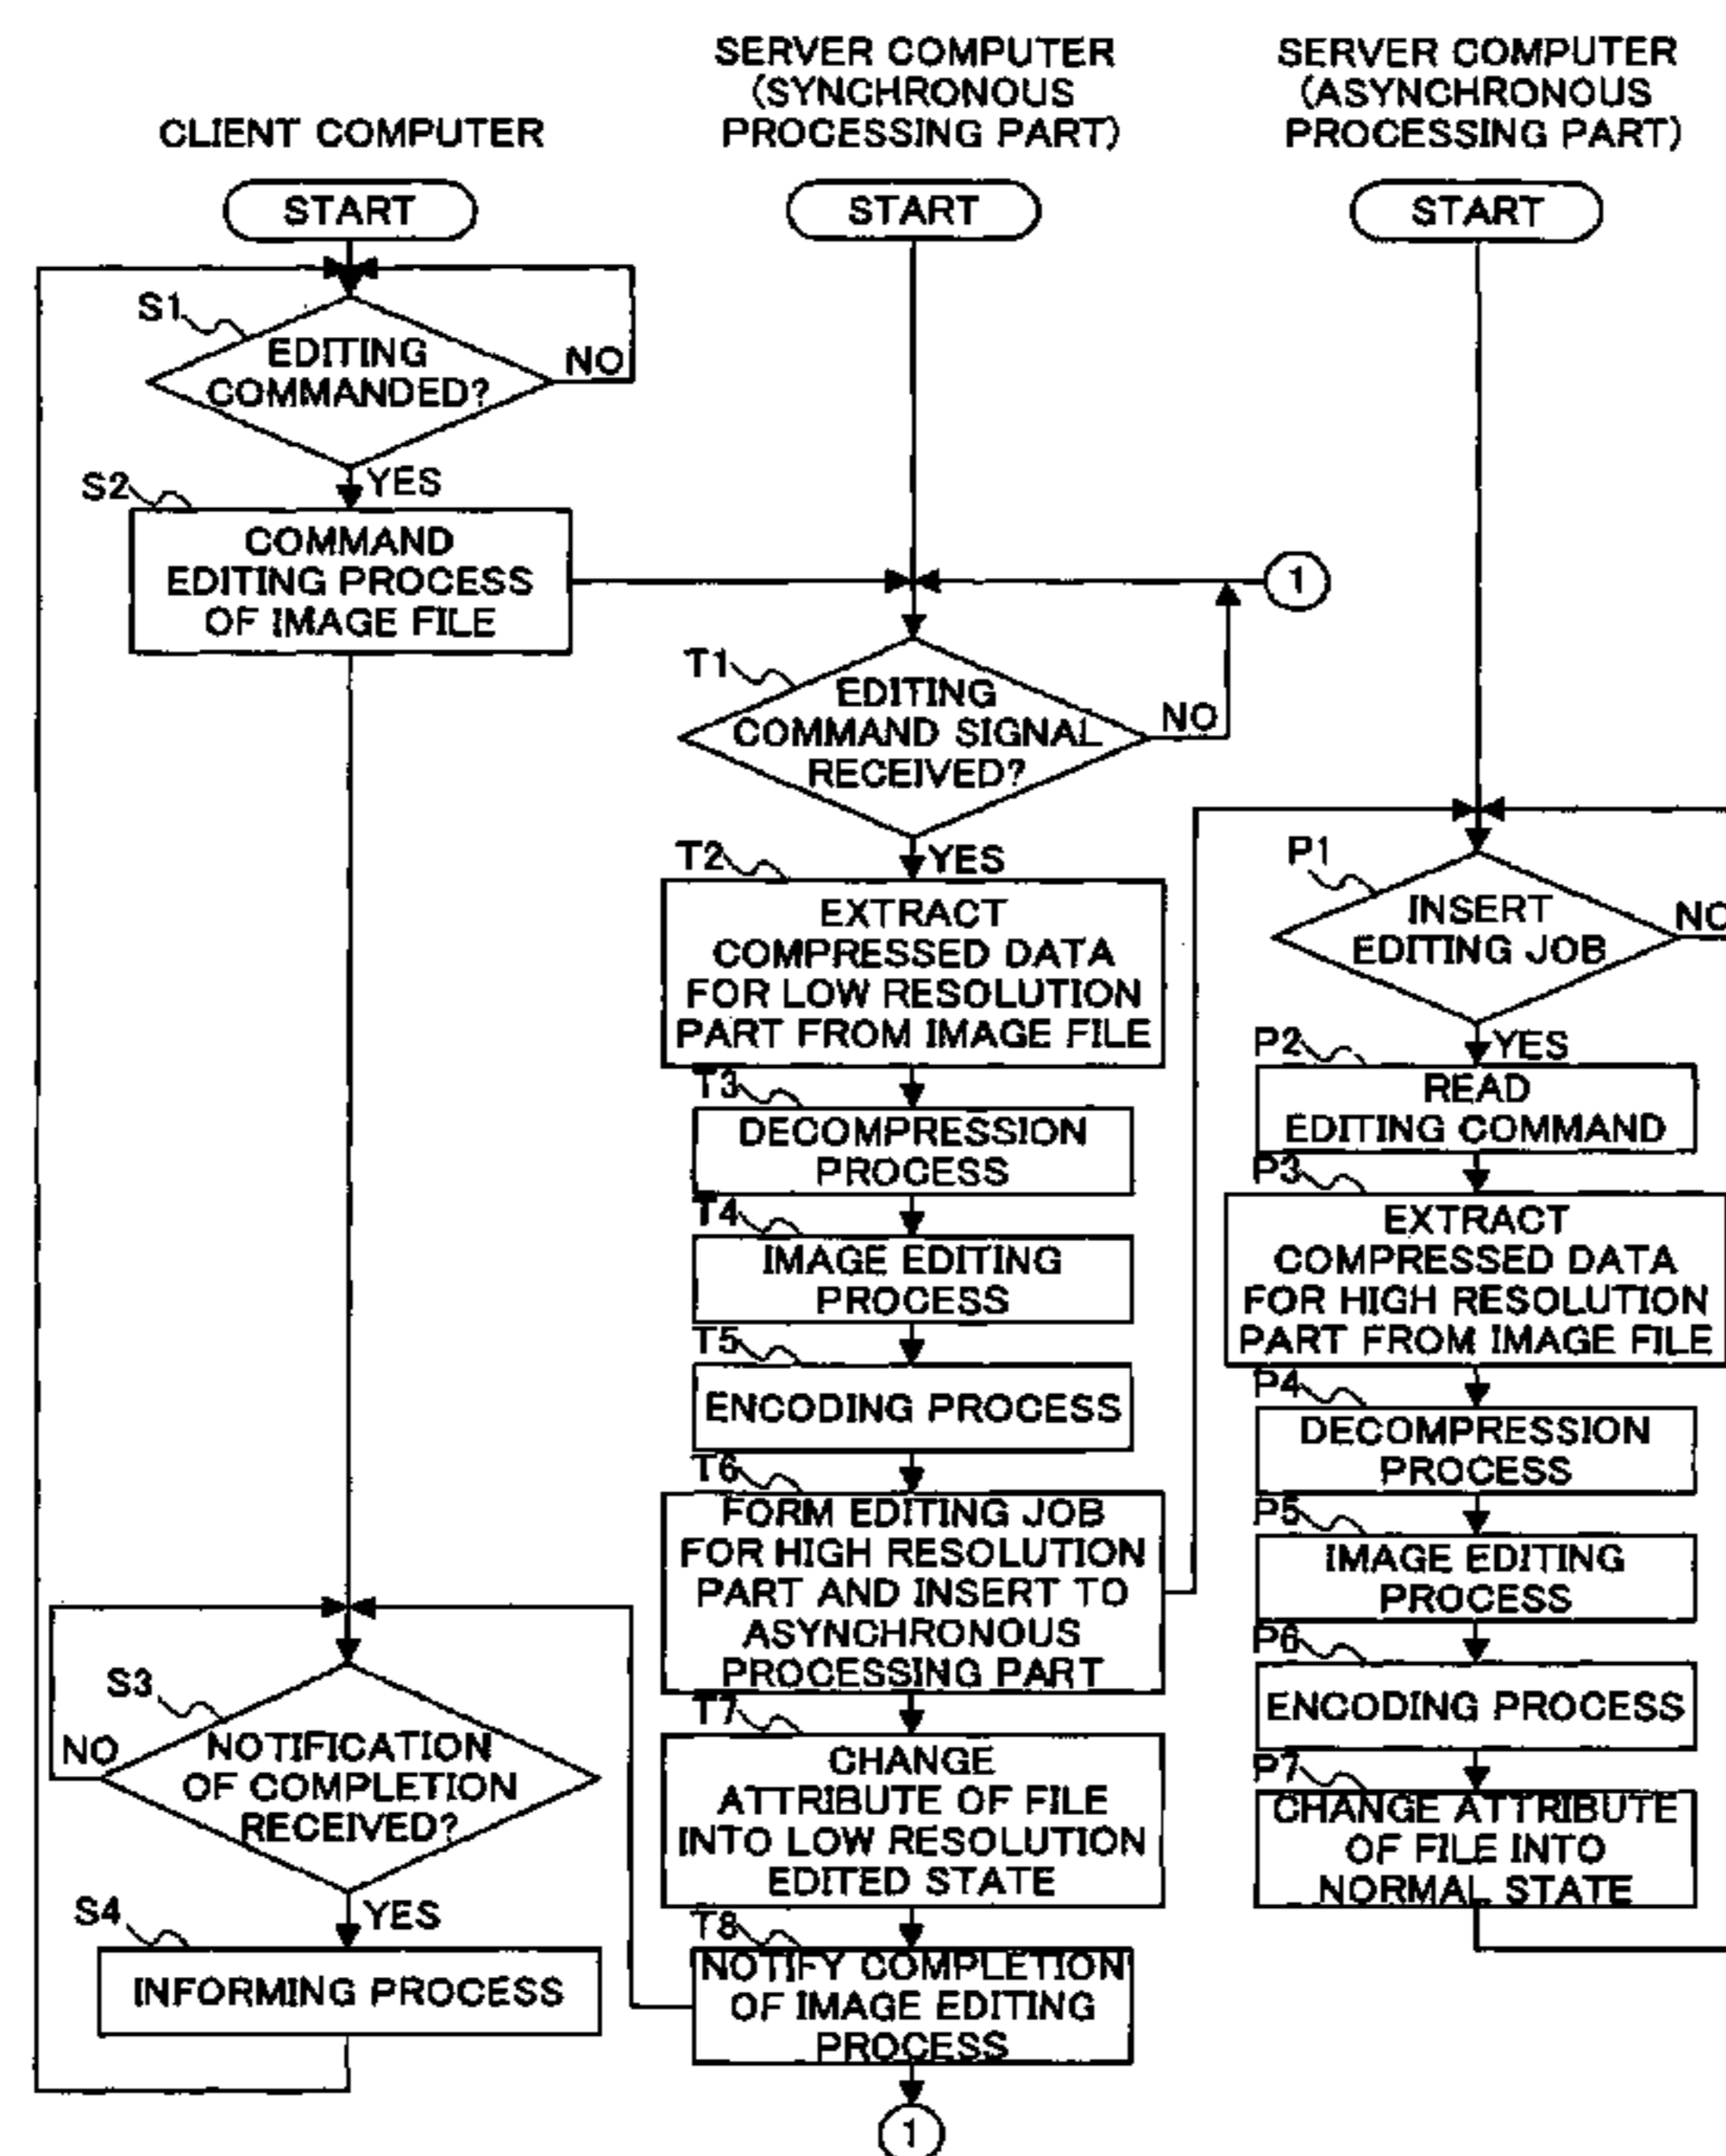 CLIENT COMPUTER
START
S1
EDITING
COMMANDED?
NO
YES
S2
COMMAND
EDITING PROCESS
OF IMAGE FILE
S3
NO
NOTIFICATION
OF COMPLETION
RECEIVED?
YES
S4
INFORMING PROCESS
SERVER COMPUTER
(SYNCHRONOUS
PROCESSING PART)
START
1
T1
EDITING
COMMAND SIGNAL
RECEIVED?
NO
YES
T2
EXTRACT
COMPRESSED DATA
FOR LOW RESOLUTION
PART FROM IMAGE FILE
T3
DECOMPRESSION
PROCESS
T4
IMAGE EDITING
PROCESS
T5
ENCODING PROCESS
T6
FORM EDITING JOB
FOR HIGH RESOLUTION
PART AND INSERT TO
ASYNCHRONOUS
PROCESSING PART
T7
CHANGE
ATTRIBUTE OF FILE
INTO LOW RESOLUTION
EDITED STATE
T8
NOTIFY COMPLETION
OF IMAGE EDITING
PROCESS
1
SERVER COMPUTER
(ASYNCHRONOUS
PROCESSING PART)
START
P1
INSERT
EDITING JOB
NO
YES
P2
READ
EDITING COMMAND
P3
EXTRACT
COMPRESSED DATA
FOR HIGH RESOLUTION
PART FROM IMAGE FILE
P4
DECOMPRESSION
PROCESS
P5
IMAGE EDITING
PROCESS
P6
ENCODING PROCESS
P7
CHANGE ATTRIBUTE
OF FILE INTO
NORMAL STATE